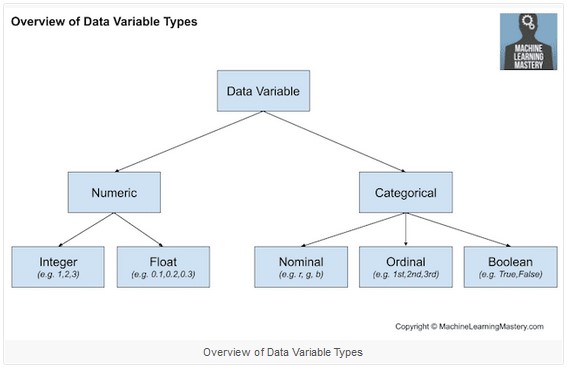 Overview of Data Variable Types
MACHINE
LEARNING
MASTERY
Data Variable
Numeric
Categorical
Integer
(e.g. 1,2,3)
Float
(e.g. 0.1,0.2,0.3)
Nominal
(e.g. r, g, b)
Ordinal
(e.g. 1st,2nd,3rd)
Boolean
(e.g. True,False)
Copyright © MachineLearningMastery.com
Overview of Data Variable Types